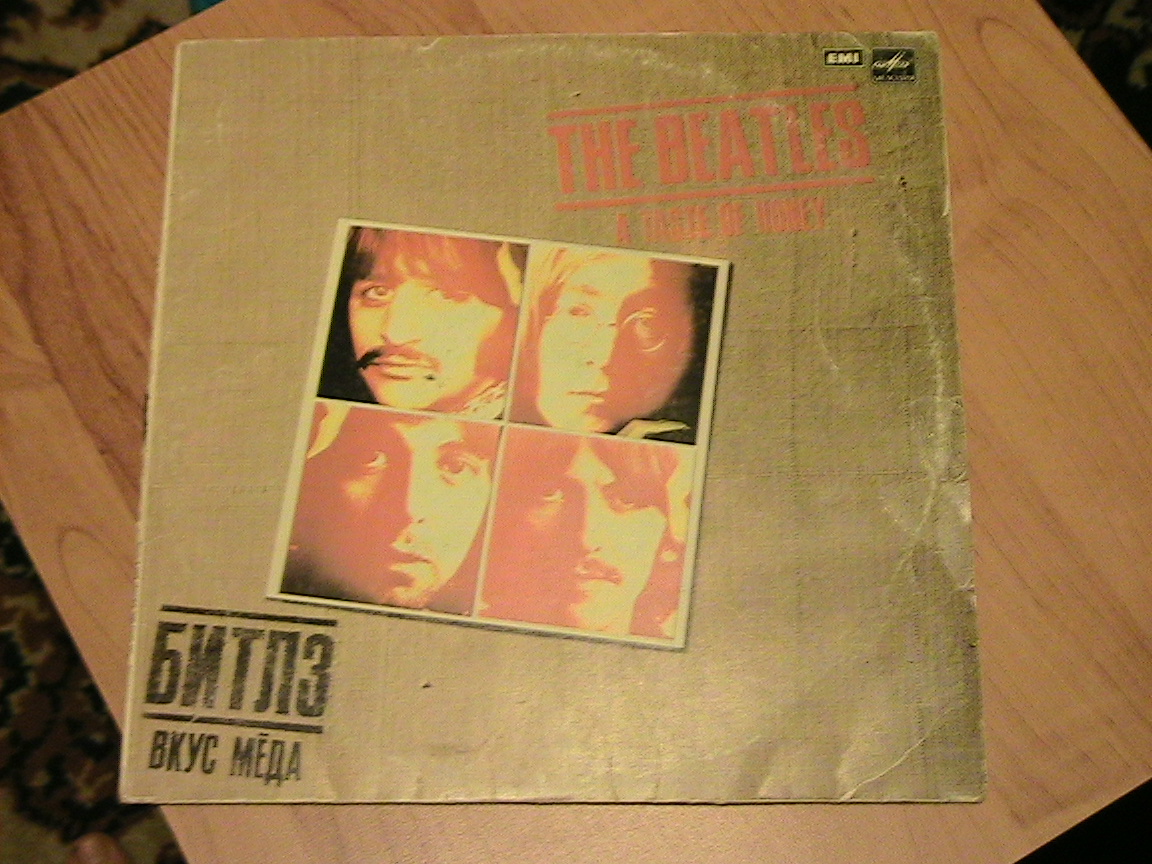 EMI
THE BEATLES
A TASTE OF HONEY
БИТЛЗ
ВКУС МЁДА